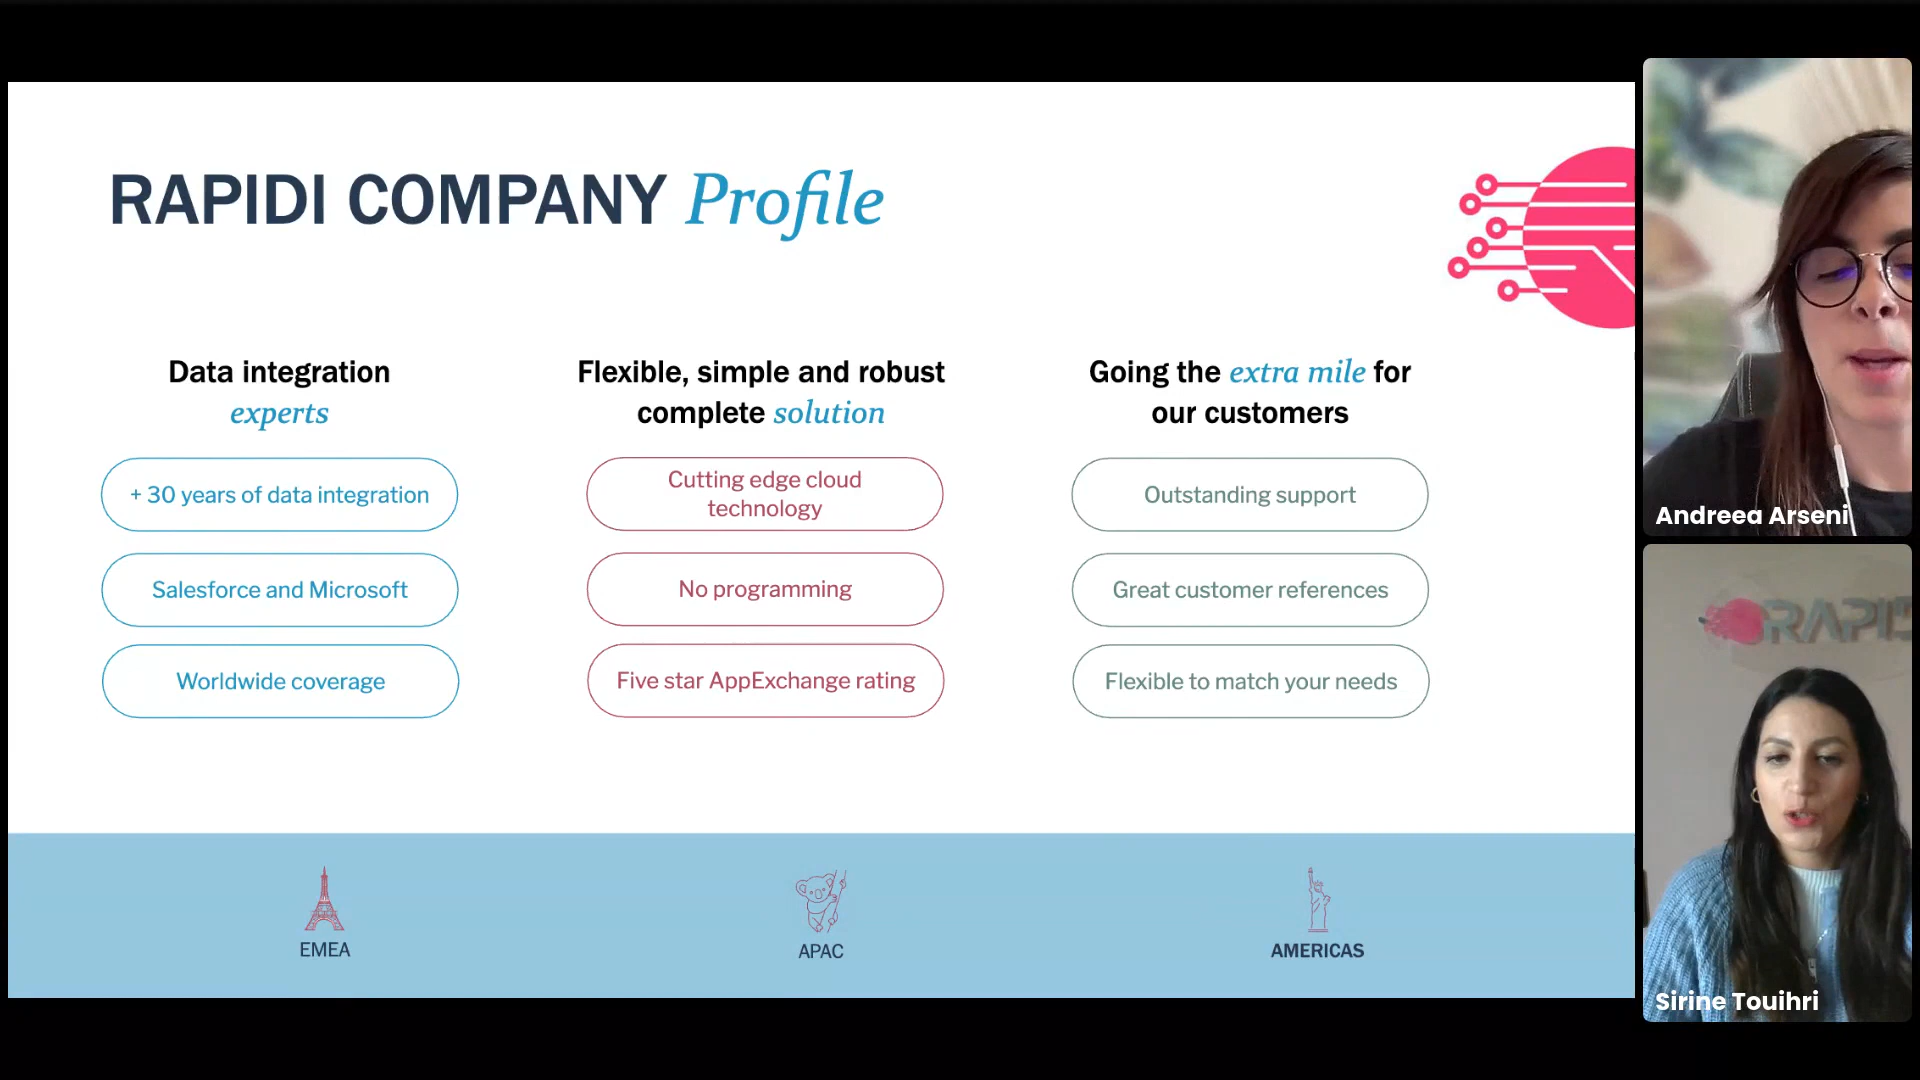 RAPIDI COMPANY Profile
Data integration
experts
+ 30 years of data integration
Salesforce and Microsoft
Worldwide coverage
Flexible, simple and robust
complete solution
Cutting edge cloud
technology
No programming
Five star AppExchange rating
Going the extra mile for
our customers
Outstanding support
Great customer references
Flexible to match your needs
EMEA
APAC
AMERICAS
Andreea Arseni
RAPID
Sirine Touihri